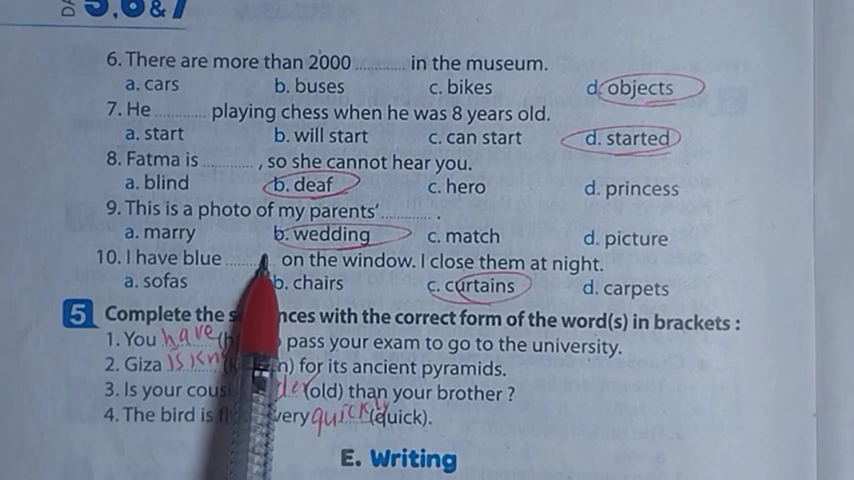 5,6&7
6. There are more than 2000 ............ in the museum.
a. cars b. buses c. bikes d. objects
7. He ............ playing chess when he was 8 years old.
a. start b. will start c. can start d. started
8. Fatma is ............ , so she cannot hear you.
a. blind b. deaf c. hero d. princess
9. This is a photo of my parents' ............ .
a. marry b. wedding c. match d. picture
10. I have blue ............ on the window. I close them at night.
a. sofas b. chairs c. curtains d. carpets
5 Complete the with the correct form of the word(s) in brackets :
1. You have pass your exam to go to the university.
2. Giza is for its ancient pyramids.
3. Is your (old) than your brother ?
4. The bird is very quickly (quick).
E. Writing